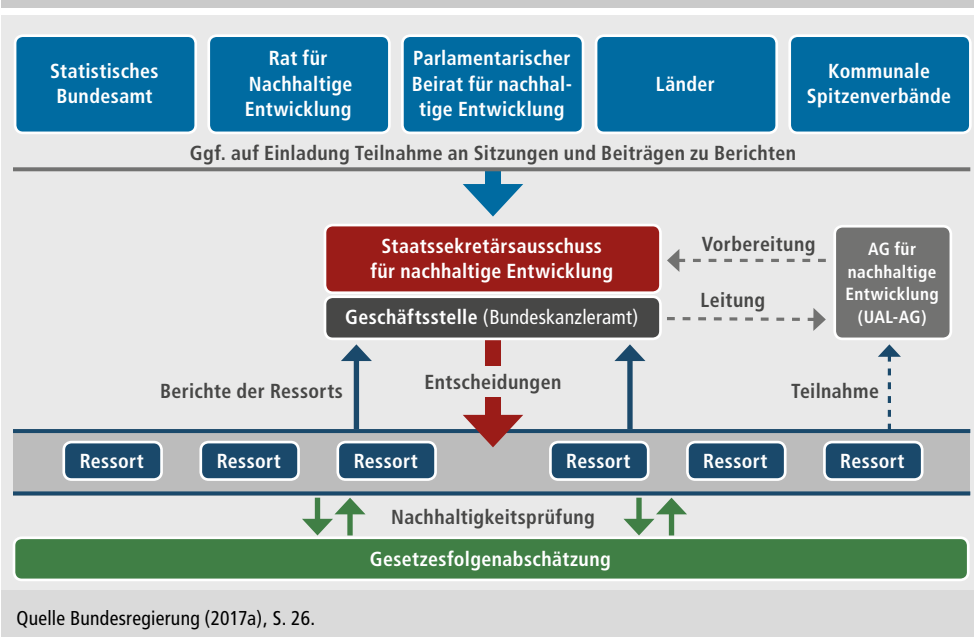 Statistisches
Bundesamt
Rat für
Nachhaltige
Entwicklung
Parlamentarischer
Beirat für nachhal-
tige Entwicklung
Länder
Kommunale
Spitzenverbände
Ggf. auf Einladung Teilnahme an Sitzungen und Beiträgen zu Berichten
Staatssekretärsausschuss
für nachhaltige Entwicklung
Vorbereitung
AG für
nachhaltige
Entwicklung
(UAL-AG)
Leitung
Geschäftsstelle (Bundeskanzleramt)
Berichte der Ressorts
Entscheidungen
Teilnahme
Ressort
Ressort
Ressort
Ressort
Ressort
Ressort
Nachhaltigkeitsprüfung
Gesetzesfolgenabschätzung
Quelle Bundesregierung (2017a), S. 26.